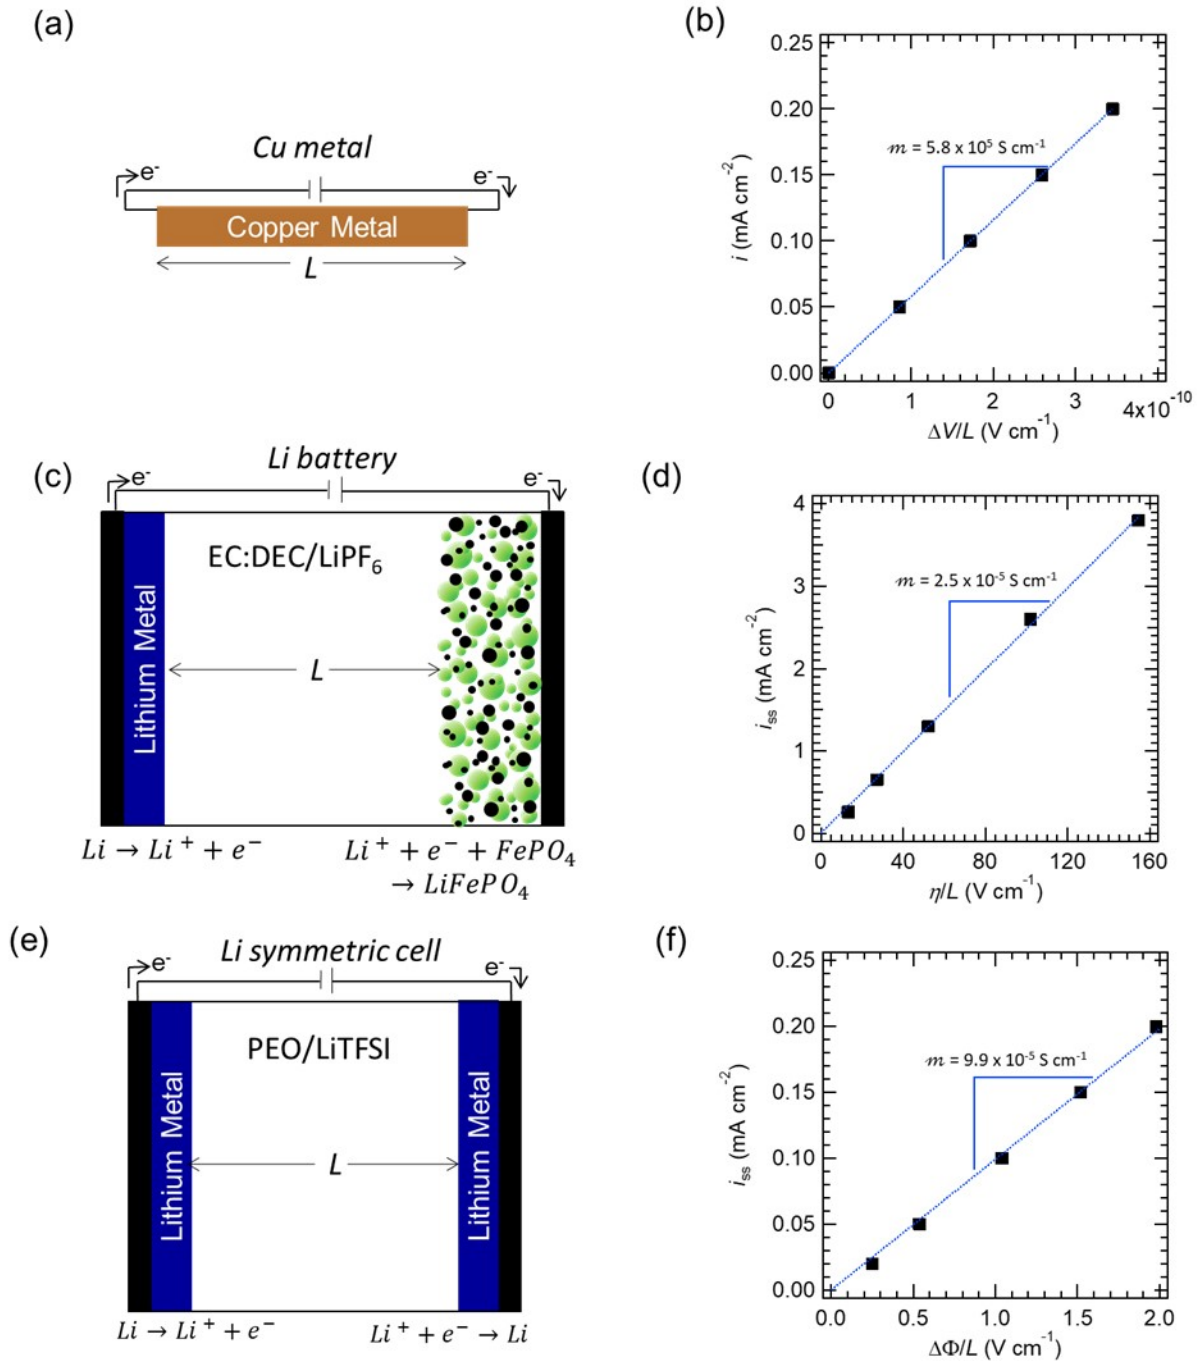 (a)
Cu metal
e⁻
e⁻
Copper Metal
L
(b)
0.25
0.20
0.15
0.10
0.05
0.00
i (mA cm⁻²)
m = 5.8 x 10⁵ S cm⁻¹
0
1
2
3
4x10⁻¹⁰
ΔV/L (V cm⁻¹)
(c)
Li battery
e⁻
e⁻
Lithium Metal
EC:DEC/LiPF₆
L
Li → Li⁺ + e⁻
Li⁺ + e⁻ + FePO₄
→ LiFePO₄
(d)
4
3
2
1
0
i_ss (mA cm⁻²)
m = 2.5 x 10⁻⁵ S cm⁻¹
0
40
80
120
160
η/L (V cm⁻¹)
(e)
Li symmetric cell
e⁻
e⁻
Lithium Metal
PEO/LiTFSI
L
Lithium Metal
Li → Li⁺ + e⁻
Li⁺ + e⁻ → Li
(f)
0.25
0.20
0.15
0.10
0.05
0.00
i_ss (mA cm⁻²)
m = 9.9 x 10⁻⁵ S cm⁻¹
0.0
0.5
1.0
1.5
2.0
ΔΦ/L (V cm⁻¹)